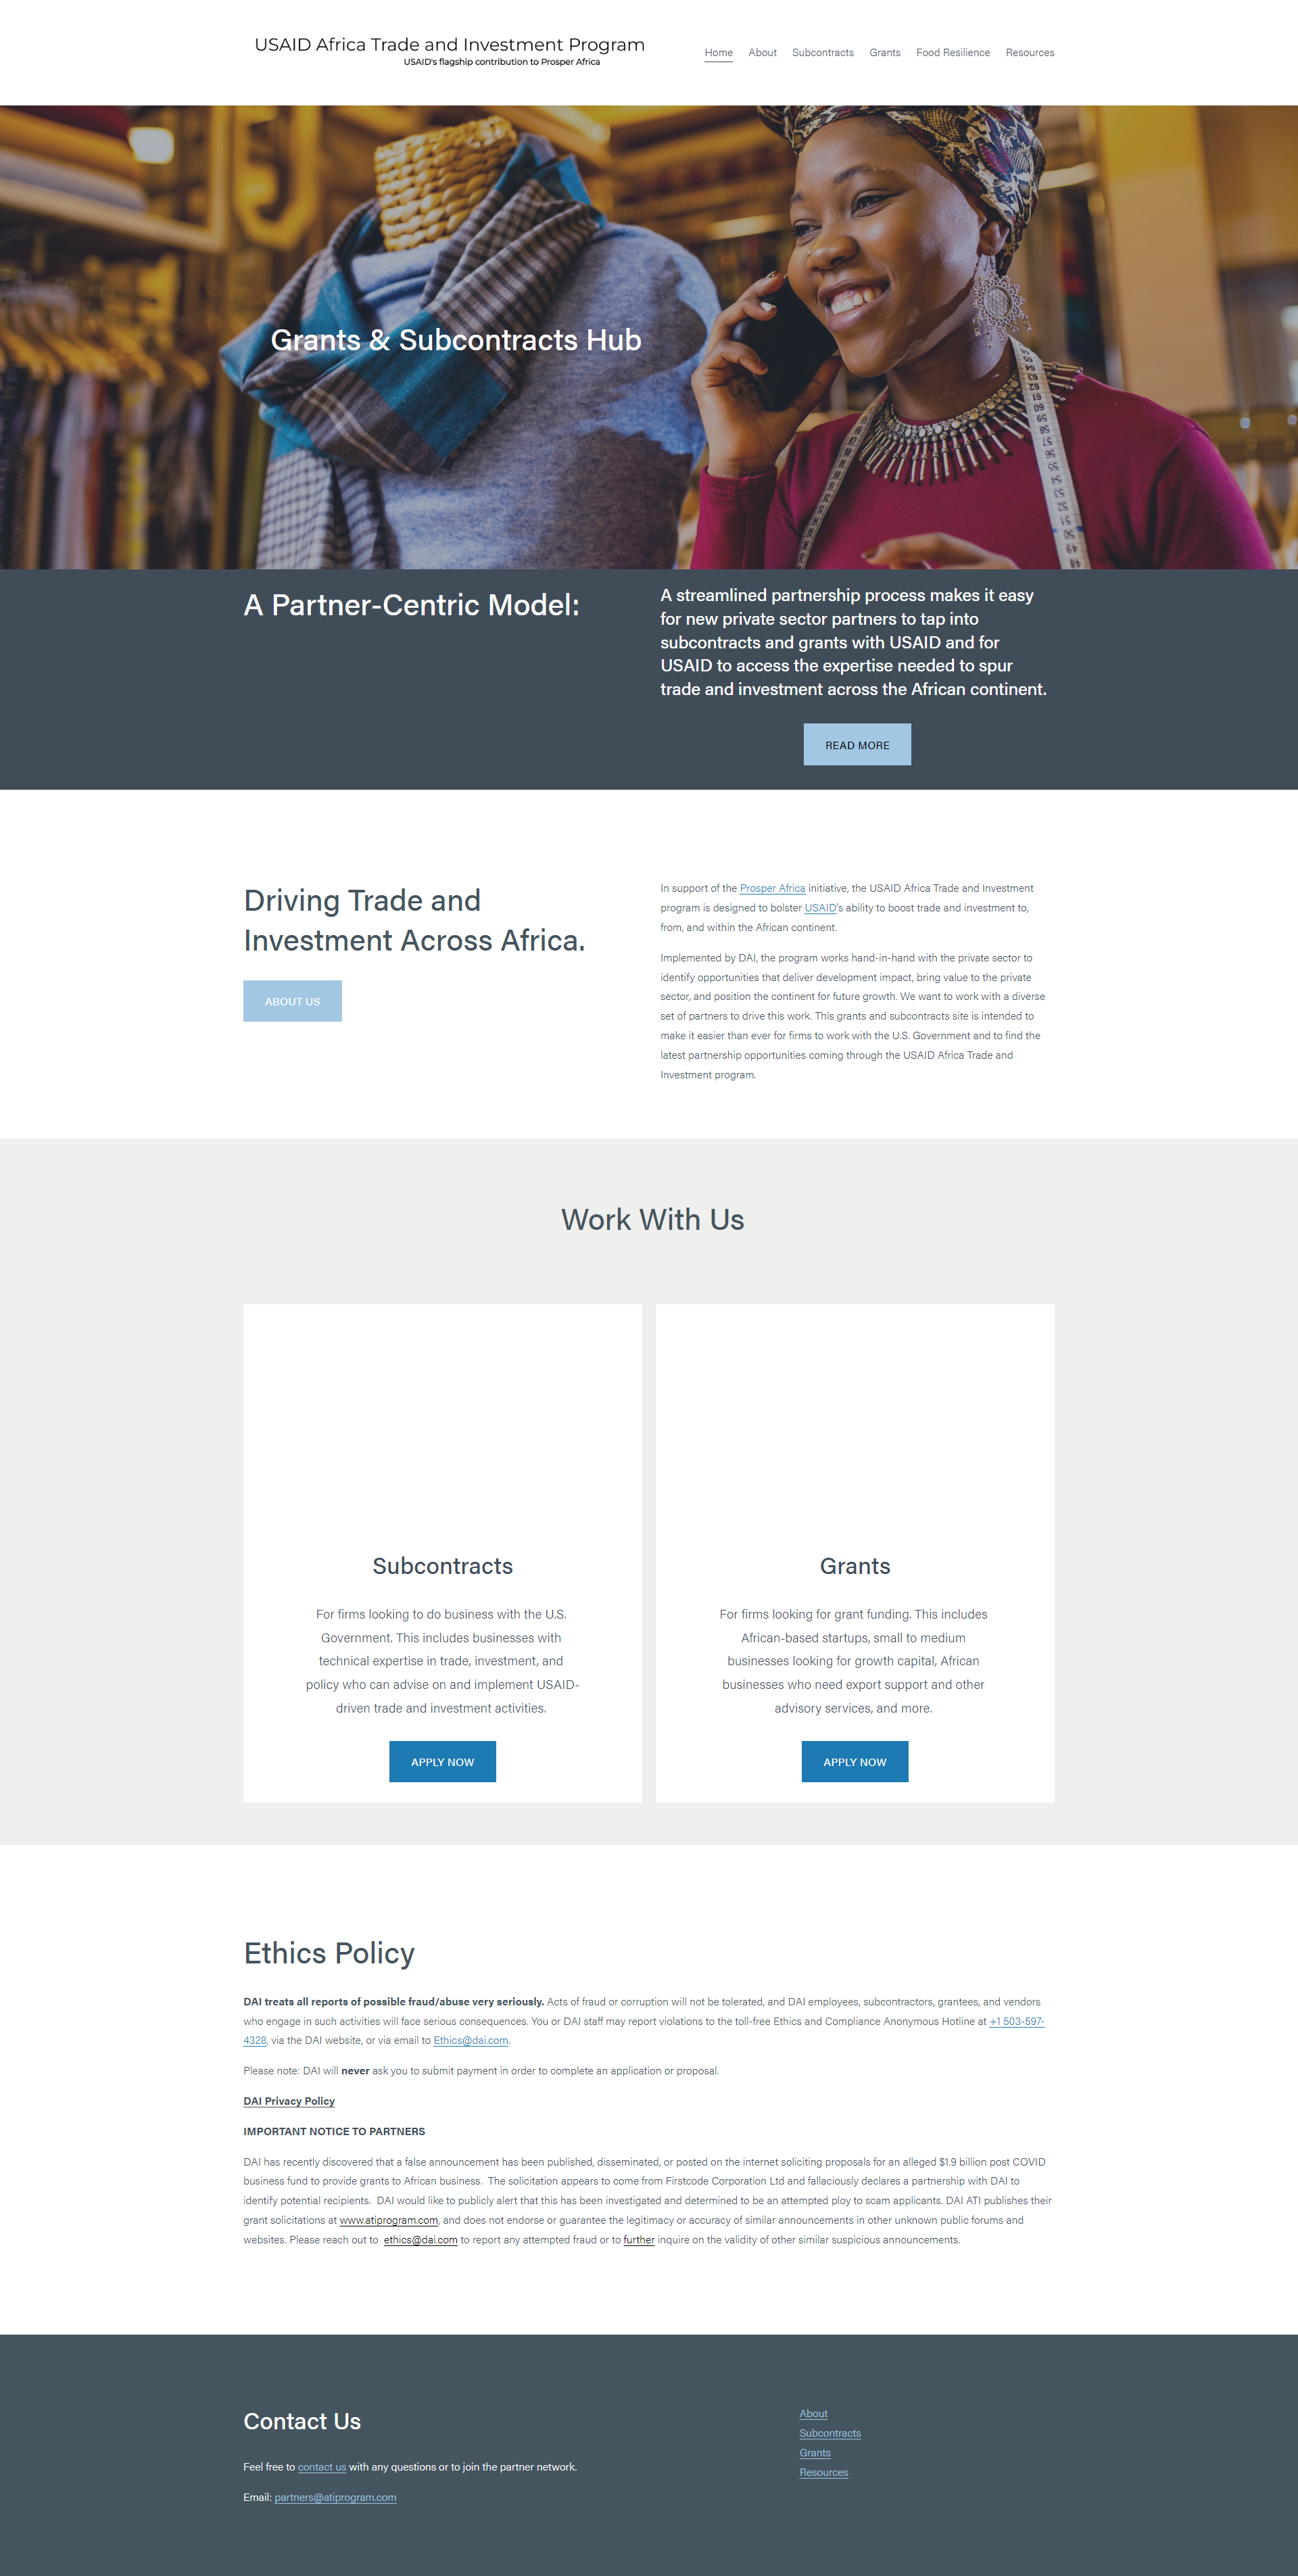 USAID Africa Trade and Investment Program
USAID's flagship contribution to Prosper Africa
Home
About
Subcontracts
Grants
Food Resilience
Resources
Grants & Subcontracts Hub
65
64
63
62
61
60
59
58
57
56
55
54
53
52
51
50
49
48
A Partner-Centric Model:
A streamlined partnership process makes it easy
for new private sector partners to tap into
subcontracts and grants with USAID and for
USAID to access the expertise needed to spur
trade and investment across the African continent.
READ MORE
Driving Trade and
Investment Across Africa.
ABOUT US
In support of the Prosper Africa initiative, the USAID Africa Trade and Investment
program is designed to bolster USAID's ability to boost trade and investment to,
from, and within the African continent.
Implemented by DAI, the program works hand-in-hand with the private sector to
identify opportunities that deliver development impact, bring value to the private
sector, and position the continent for future growth. We want to work with a diverse
set of partners to drive this work. This grants and subcontracts site is intended to
make it easier than ever for firms to work with the U.S. Government and to find the
latest partnership opportunities coming through the USAID Africa Trade and
Investment program.
Work With Us
Subcontracts
For firms looking to do business with the U.S.
Government. This includes businesses with
technical expertise in trade, investment, and
policy who can advise on and implement USAID-
driven trade and investment activities.
APPLY NOW
Grants
For firms looking for grant funding. This includes
African-based startups, small to medium
businesses looking for growth capital, African
businesses who need export support and other
advisory services, and more.
APPLY NOW
Ethics Policy
DAI treats all reports of possible fraud/abuse very seriously. Acts of fraud or corruption will not be tolerated, and DAI employees, subcontractors, grantees, and vendors
who engage in such activities will face serious consequences. You or DAI staff may report violations to the toll-free Ethics and Compliance Anonymous Hotline at +1 503-597-
4328, via the DAI website, or via email to Ethics@dai.com.
Please note: DAI will never ask you to submit payment in order to complete an application or proposal.
DAI Privacy Policy
IMPORTANT NOTICE TO PARTNERS
DAI has recently discovered that a false announcement has been published, disseminated, or posted on the internet soliciting proposals for an alleged $1.9 billion post COVID
business fund to provide grants to African business.  The solicitation appears to come from Firstcode Corporation Ltd and fallaciously declares a partnership with DAI to
identify potential recipients.  DAI would like to publicly alert that this has been investigated and determined to be an attempted ploy to scam applicants. DAI ATI publishes their
grant solicitations at www.atiprogram.com, and does not endorse or guarantee the legitimacy or accuracy of similar announcements in other unknown public forums and
websites. Please reach out to  ethics@dai.com to report any attempted fraud or to further inquire on the validity of other similar suspicious announcements.
Contact Us
Feel free to contact us with any questions or to join the partner network.
Email: partners@atiprogram.com
About
Subcontracts
Grants
Resources